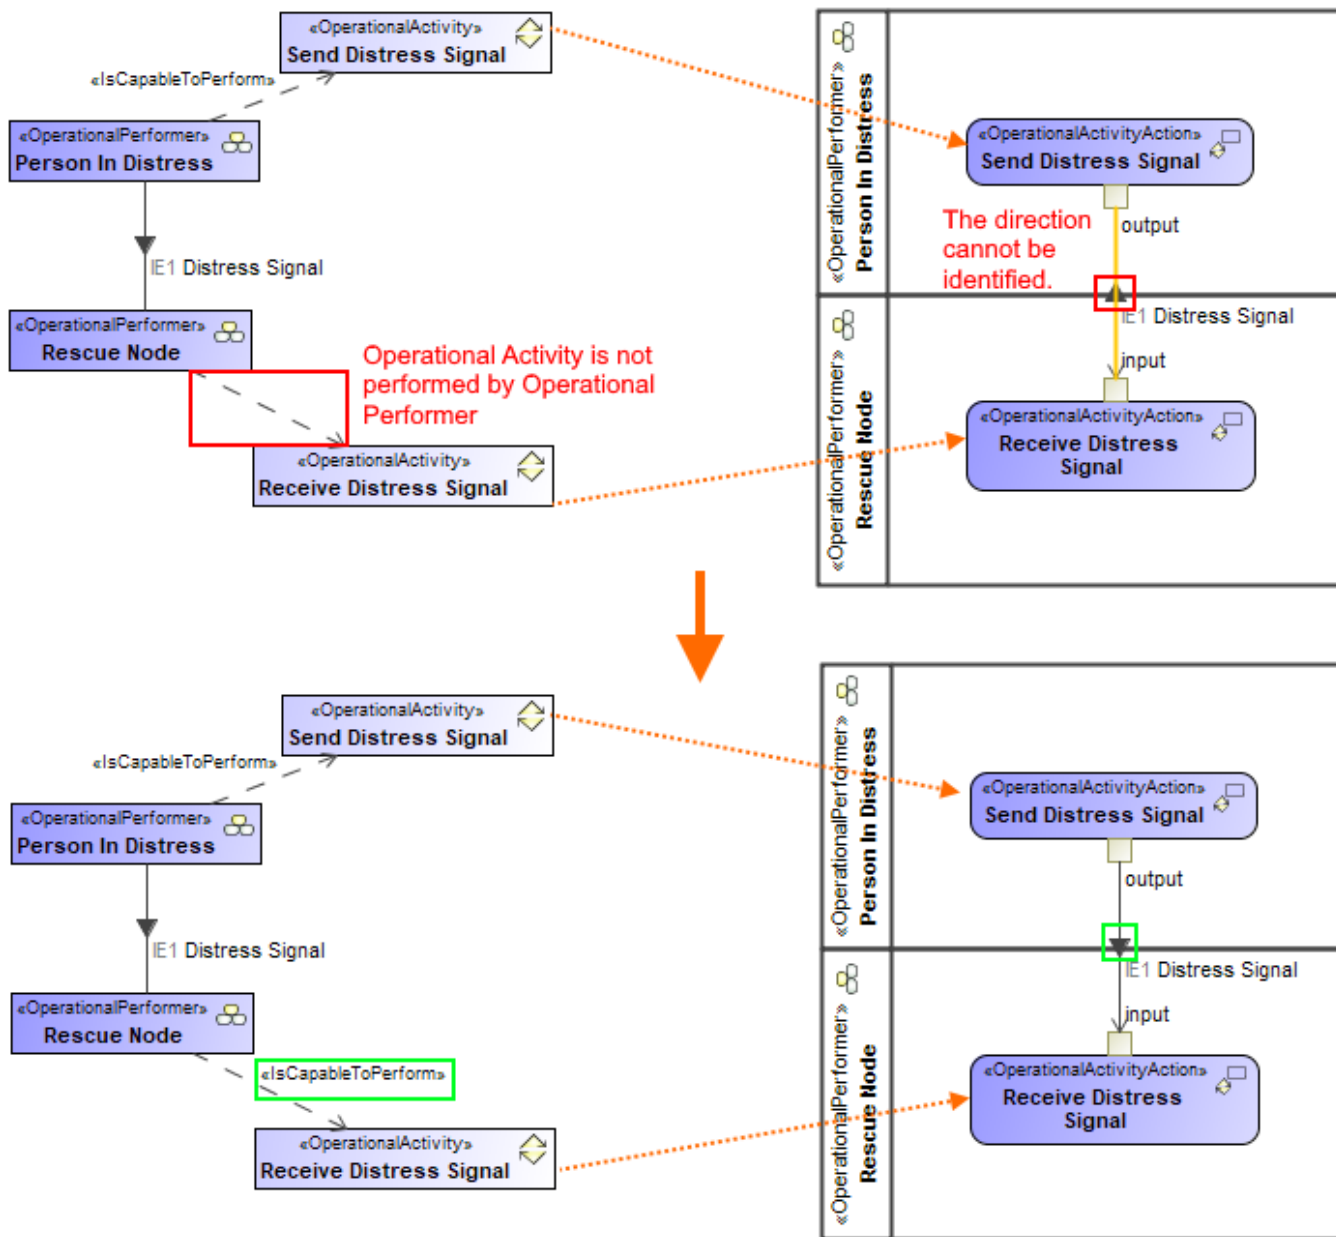 «OperationalActivity»
Send Distress Signal
«IsCapableToPerform»
«OperationalPerformer»
Person In Distress
IE1 Distress Signal
«OperationalPerformer»
Rescue Node
Operational Activity is not
performed by Operational
Performer
«OperationalActivity»
Receive Distress Signal
«OperationalPerformer»
Person In Distress
«OperationalActivityAction»
Send Distress Signal
output
The direction
cannot be
identified.
IE1 Distress Signal
input
«OperationalPerformer»
Rescue Node
«OperationalActivityAction»
Receive Distress
Signal
«OperationalActivity»
Send Distress Signal
«IsCapableToPerform»
«OperationalPerformer»
Person In Distress
IE1 Distress Signal
«OperationalPerformer»
Rescue Node
«IsCapableToPerform»
«OperationalActivity»
Receive Distress Signal
«OperationalPerformer»
Person In Distress
«OperationalActivityAction»
Send Distress Signal
output
IE1 Distress Signal
input
«OperationalPerformer»
Rescue Node
«OperationalActivityAction»
Receive Distress
Signal